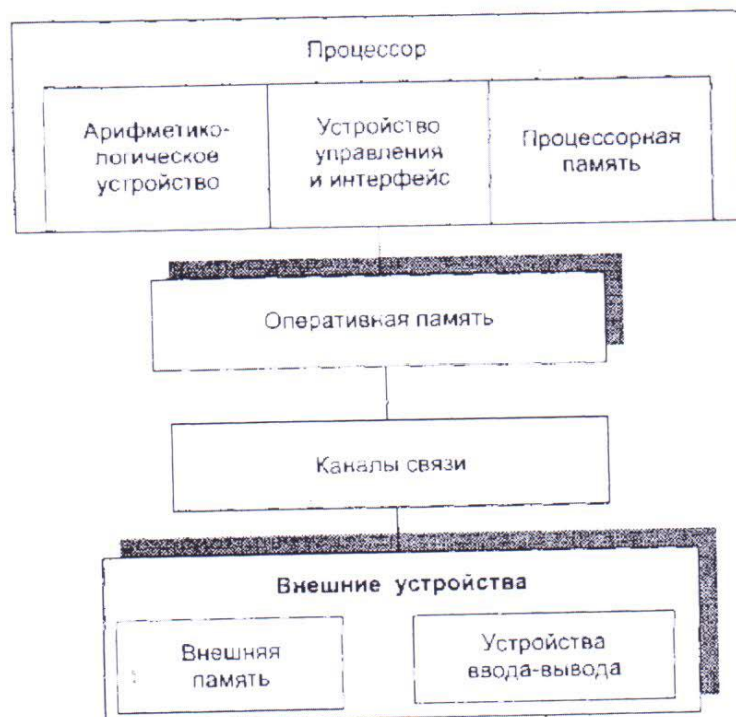 Процессор
Арифметико-
логическое
устройство
Устройство
управления
и интерфейс
Процессорная
память
Оперативная память
Каналы связи
Внешние устройства
Внешняя
память
Устройства
ввода-вывода